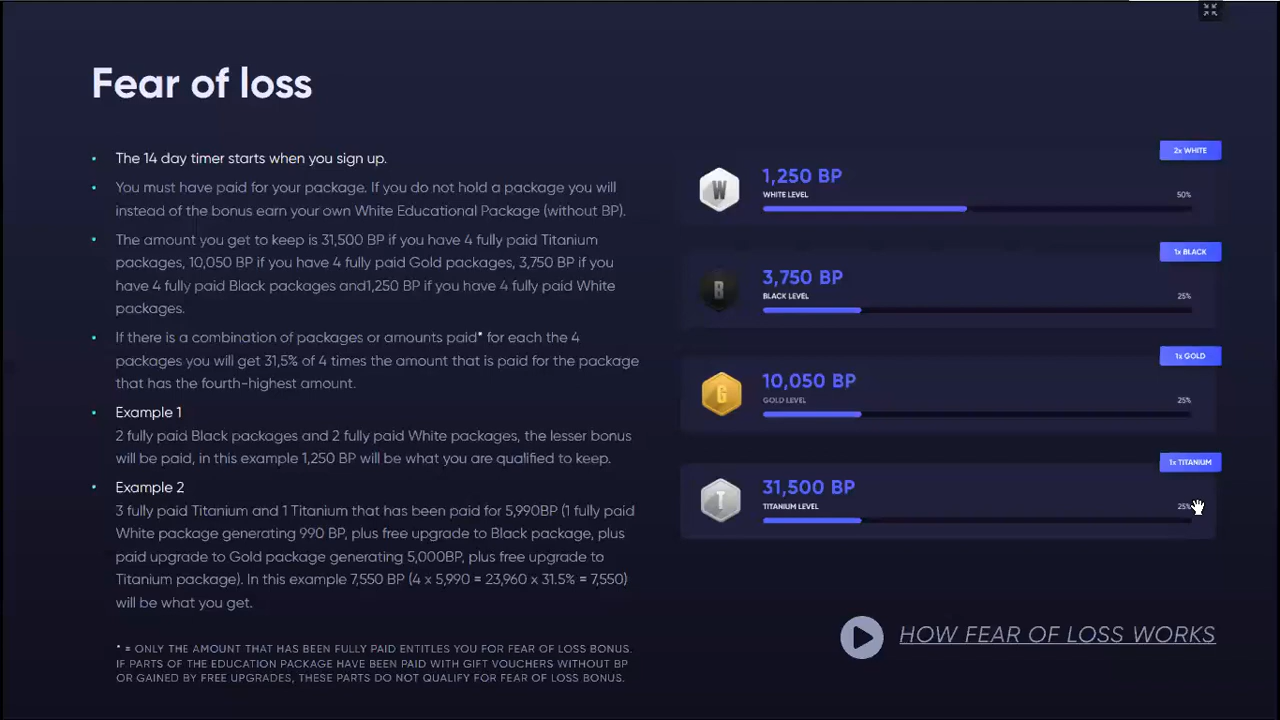 Fear of loss
• The 14 day timer starts when you sign up.
• You must have paid for your package. If you do not hold a package you will
instead of the bonus earn your own White Educational Package (without BP).
• The amount you get to keep is 31,500 BP if you have 4 fully paid Titanium
packages, 10,050 BP if you have 4 fully paid Gold packages, 3,750 BP if you
have 4 fully paid Black packages and1,250 BP if you have 4 fully paid White
packages.
• If there is a combination of packages or amounts paid* for each the 4
packages you will get 31,5% of 4 times the amount that is paid for the package
that has the fourth-highest amount.
• Example 1
2 fully paid Black packages and 2 fully paid White packages, the lesser bonus
will be paid, in this example 1,250 BP will be what you are qualified to keep.
• Example 2
3 fully paid Titanium and 1 Titanium that has been paid for 5,990BP (1 fully paid
White package generating 990 BP, plus free upgrade to Black package, plus
paid upgrade to Gold package generating 5,000BP, plus free upgrade to
Titanium package). In this example 7,550 BP (4 x 5,990 = 23,960 x 31.5% = 7,550)
will be what you get.
* = ONLY THE AMOUNT THAT HAS BEEN FULLY PAID ENTITLES YOU FOR FEAR OF LOSS BONUS.
IF PARTS OF THE EDUCATION PACKAGE HAVE BEEN PAID WITH GIFT VOUCHERS WITHOUT BP
OR GAINED BY FREE UPGRADES, THESE PARTS DO NOT QUALIFY FOR FEAR OF LOSS BONUS.
2x WHITE
W
1,250 BP
WHITE LEVEL
50%
1x BLACK
B
3,750 BP
BLACK LEVEL
25%
1x GOLD
G
10,050 BP
GOLD LEVEL
25%
1x TITANIUM
T
31,500 BP
TITANIUM LEVEL
25%
HOW FEAR OF LOSS WORKS